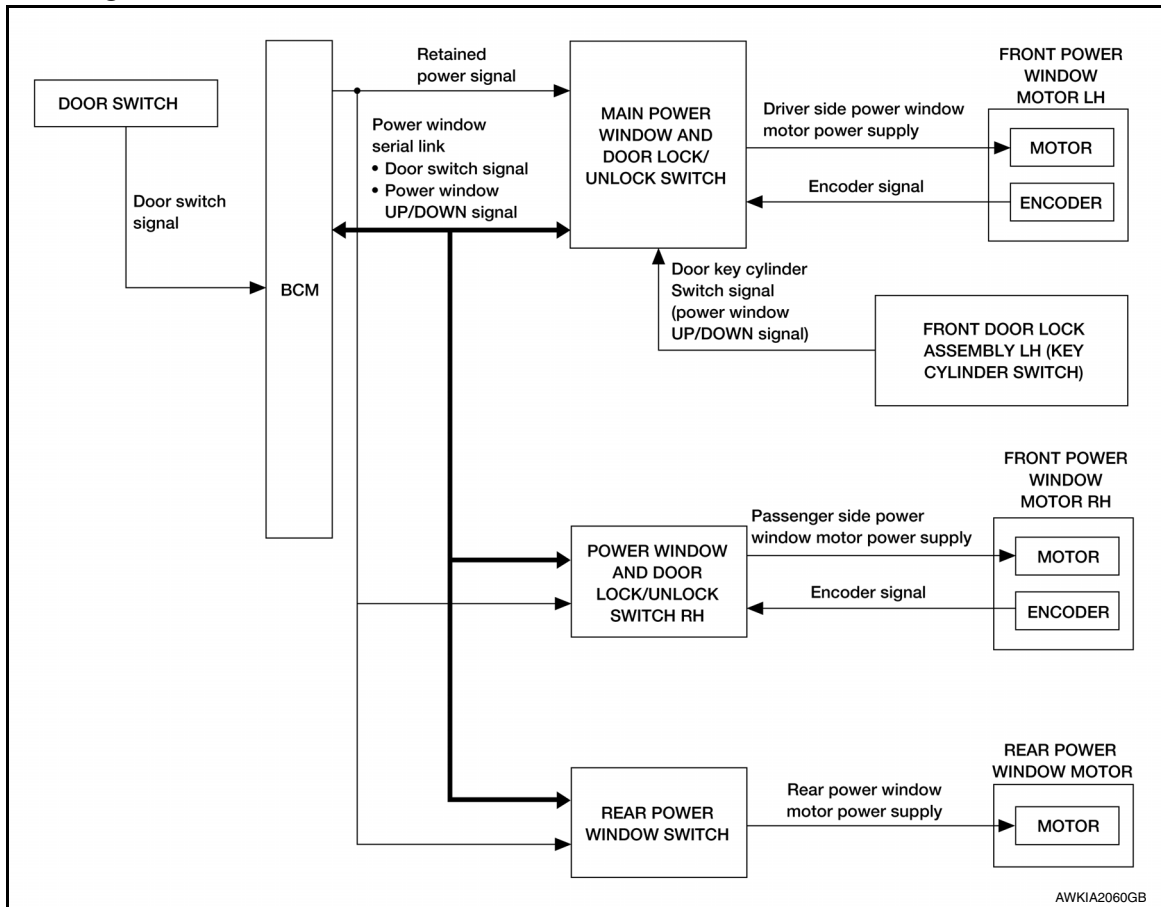 DOOR SWITCH
Door switch
signal
BCM
Retained
power signal
Power window
serial link
• Door switch signal
• Power window
UP/DOWN signal
MAIN POWER
WINDOW AND
DOOR LOCK/
UNLOCK SWITCH
Driver side power window
motor power supply
Encoder signal
FRONT POWER
WINDOW
MOTOR LH
MOTOR
ENCODER
Door key cylinder
Switch signal
(power window
UP/DOWN signal)
FRONT DOOR LOCK
ASSEMBLY LH (KEY
CYLINDER SWITCH)
POWER WINDOW
AND DOOR
LOCK/UNLOCK
SWITCH RH
Passenger side power
window motor power supply
Encoder signal
FRONT POWER
WINDOW
MOTOR RH
MOTOR
ENCODER
REAR POWER
WINDOW SWITCH
Rear power window
motor power supply
REAR POWER
WINDOW MOTOR
MOTOR
AWKIA2060GB